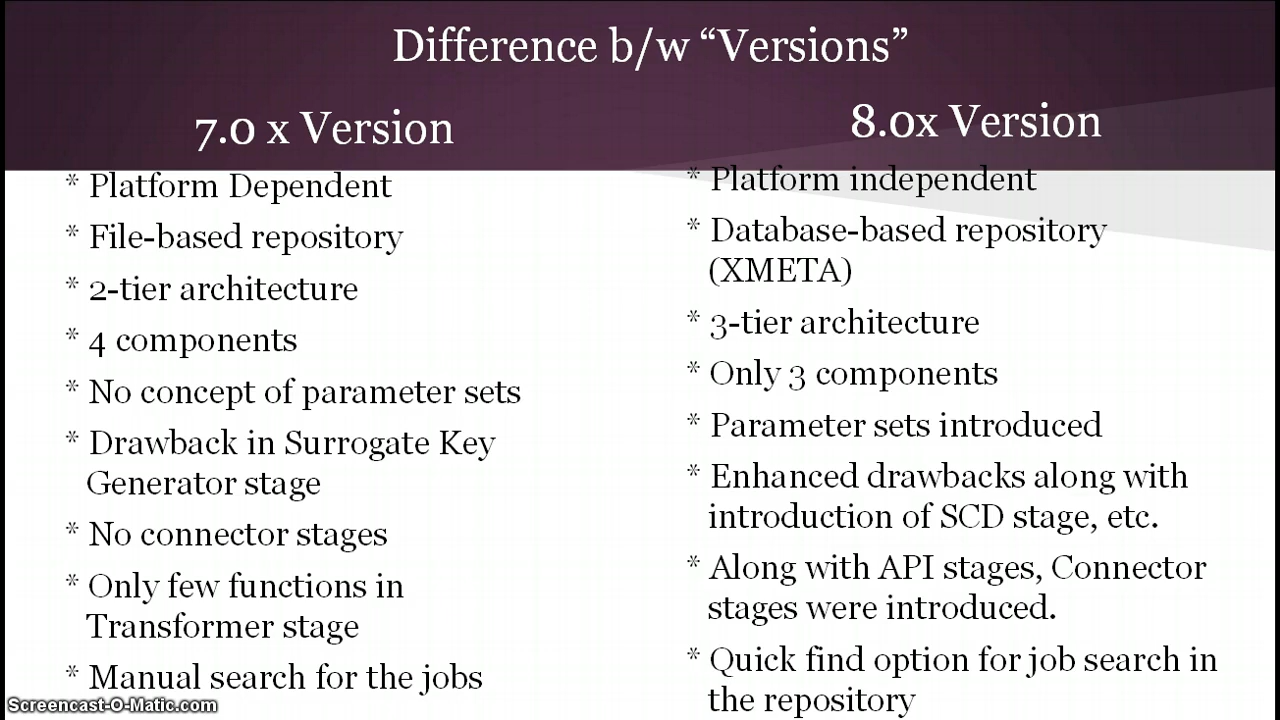 Difference b/w “Versions”
7.0 x Version
* Platform Dependent
* File-based repository
* 2-tier architecture
* 4 components
* No concept of parameter sets
* Drawback in Surrogate Key
Generator stage
* No connector stages
* Only few functions in
Transformer stage
* Manual search for the jobs
8.0x Version
* Platform independent
* Database-based repository
(XMETA)
* 3-tier architecture
* Only 3 components
* Parameter sets introduced
* Enhanced drawbacks along with
introduction of SCD stage, etc.
* Along with API stages, Connector
stages were introduced.
* Quick find option for job search in
the repository
Screencast-O-Matic.com